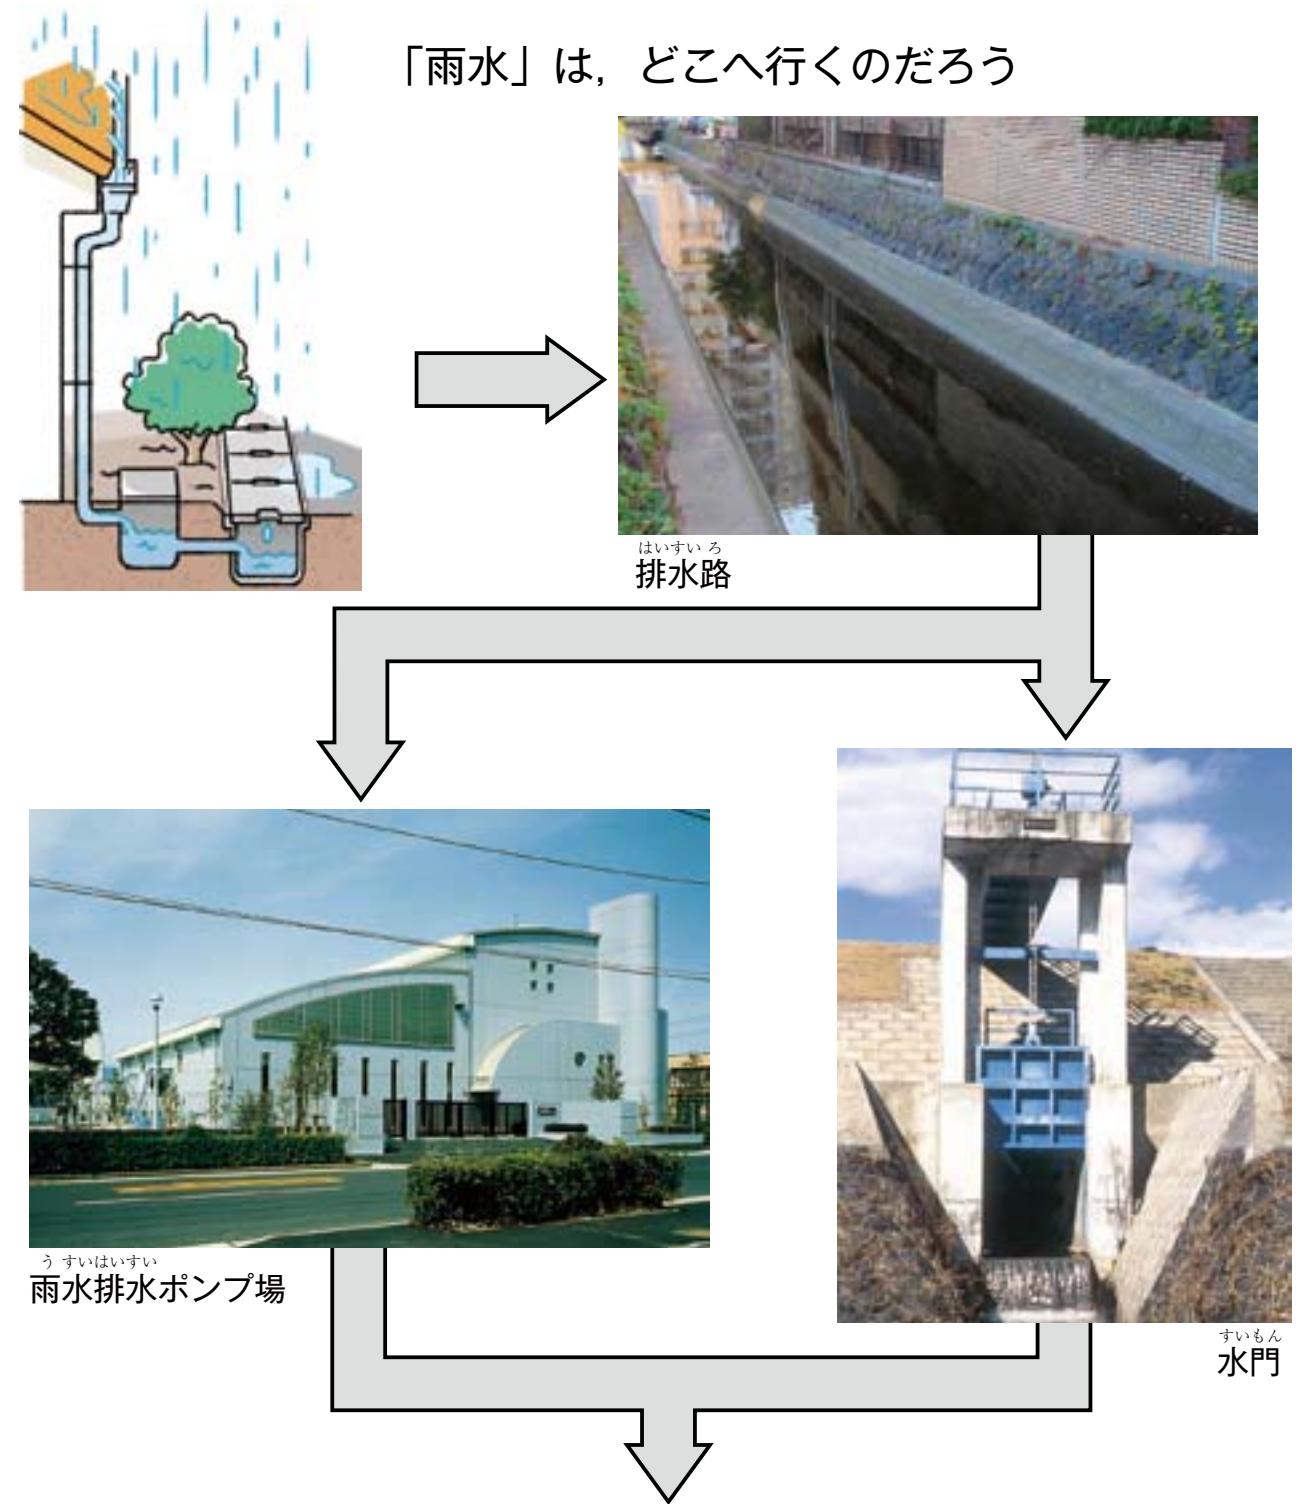 「雨水」は，どこへ行くのだろう
はいすいろ
排水路
うすいはいすい
雨水排水ポンプ場
すいもん
水門